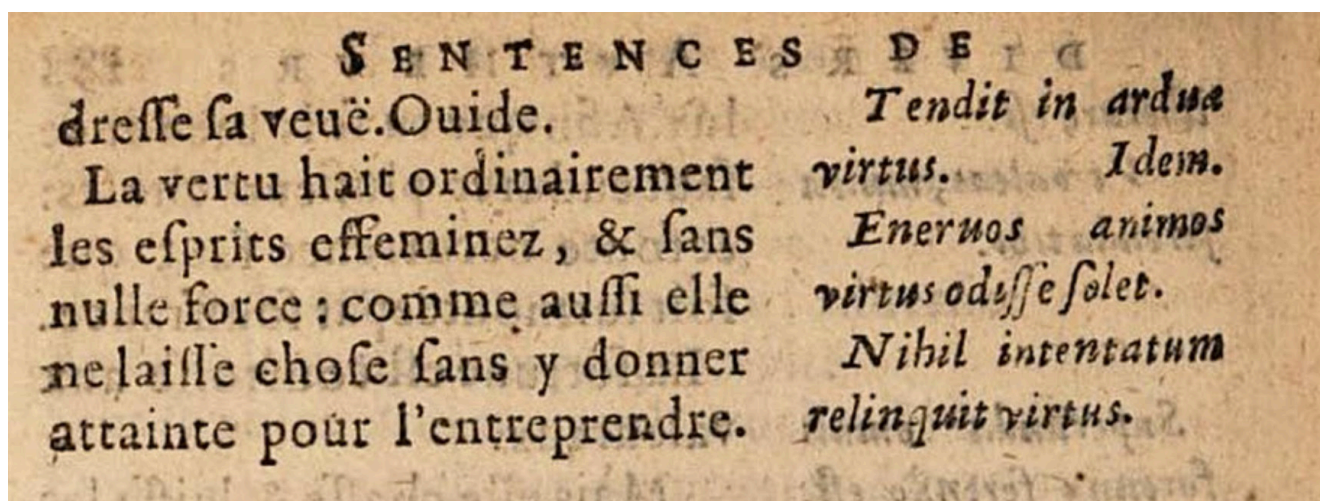 SENTENCES DE
dreſſe ſa veuë.Ouide.
La vertu hait ordinairement
les eſprits effeminez, & ſans
nulle force : comme auſſi elle
ne laiſſe choſe ſans y donner
attainte pour l'entreprendre.
Tendit in ardua
virtus. Idem.
Eneruos animos
virtus odiſſe ſolet.
Nihil intentatum
relinquit virtus.